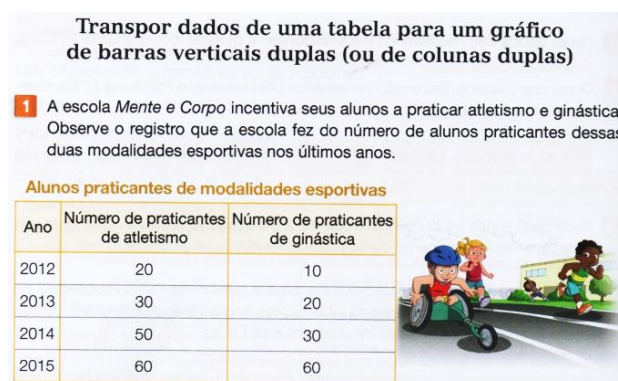 Transpor dados de uma tabela para um gráfico
de barras verticais duplas (ou de colunas duplas)
1 A escola Mente e Corpo incentiva seus alunos a praticar atletismo e ginástica
Observe o registro que a escola fez do número de alunos praticantes dessas
duas modalidades esportivas nos últimos anos.
Alunos praticantes de modalidades esportivas
Ano Número de praticantes de atletismo Número de praticantes de ginástica
2012 20 10
2013 30 20
2014 50 30
2015 60 60